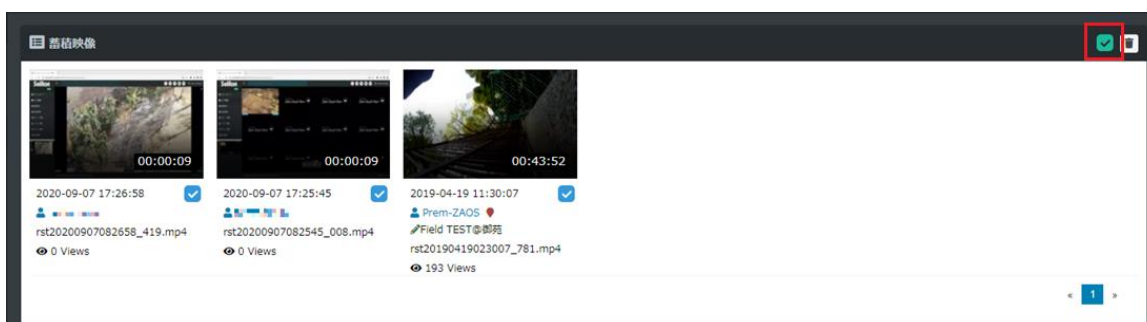 蓄積映像
00:00:09
00:00:09
00:43:52
2020-09-07 17:26:58
2020-09-07 17:25:45
2019-04-19 11:30:07
Prem-ZAOS
Field TEST@御苑
rst20200907082658_419.mp4
rst20200907082545_008.mp4
rst20190419023007_781.mp4
0 Views
0 Views
193 Views
« 1 »